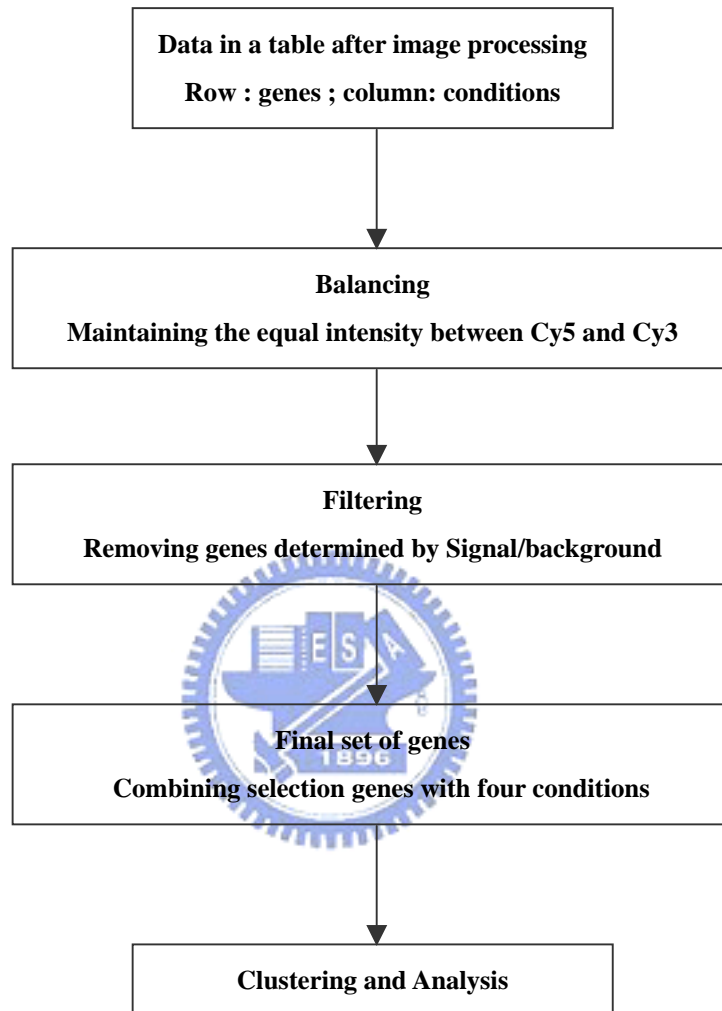 Data in a table after image processing
Row : genes ; column: conditions
Balancing
Maintaining the equal intensity between Cy5 and Cy3
Filtering
Removing genes determined by Signal/background
E S A
Final set of genes
1896
Combining selection genes with four conditions
Clustering and Analysis